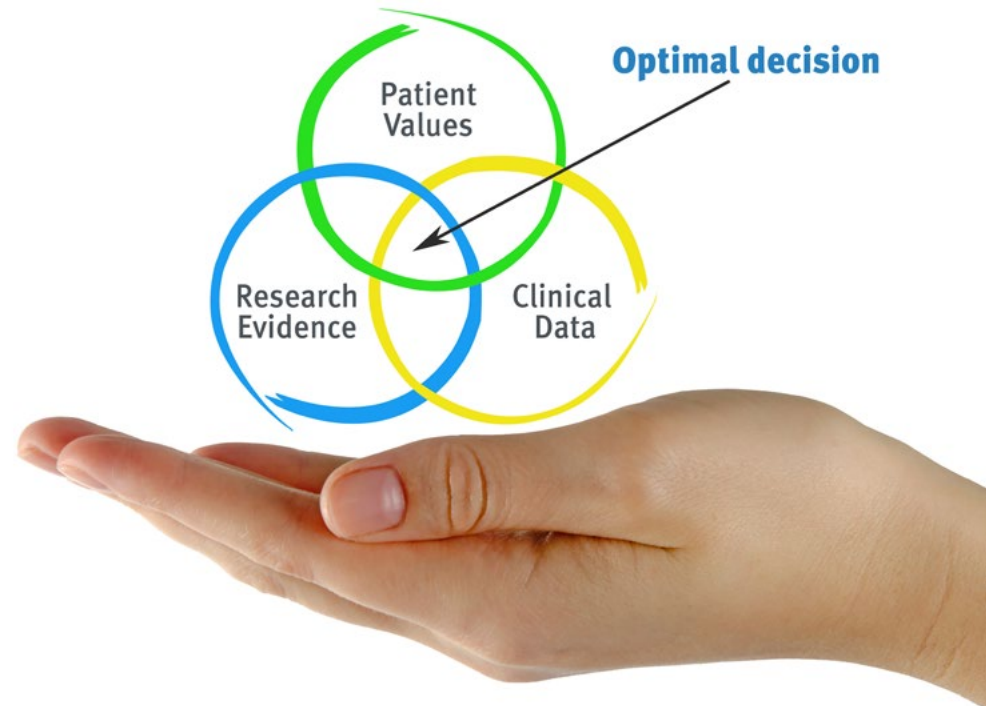 Optimal decision
Patient
Values
Research
Evidence
Clinical
Data